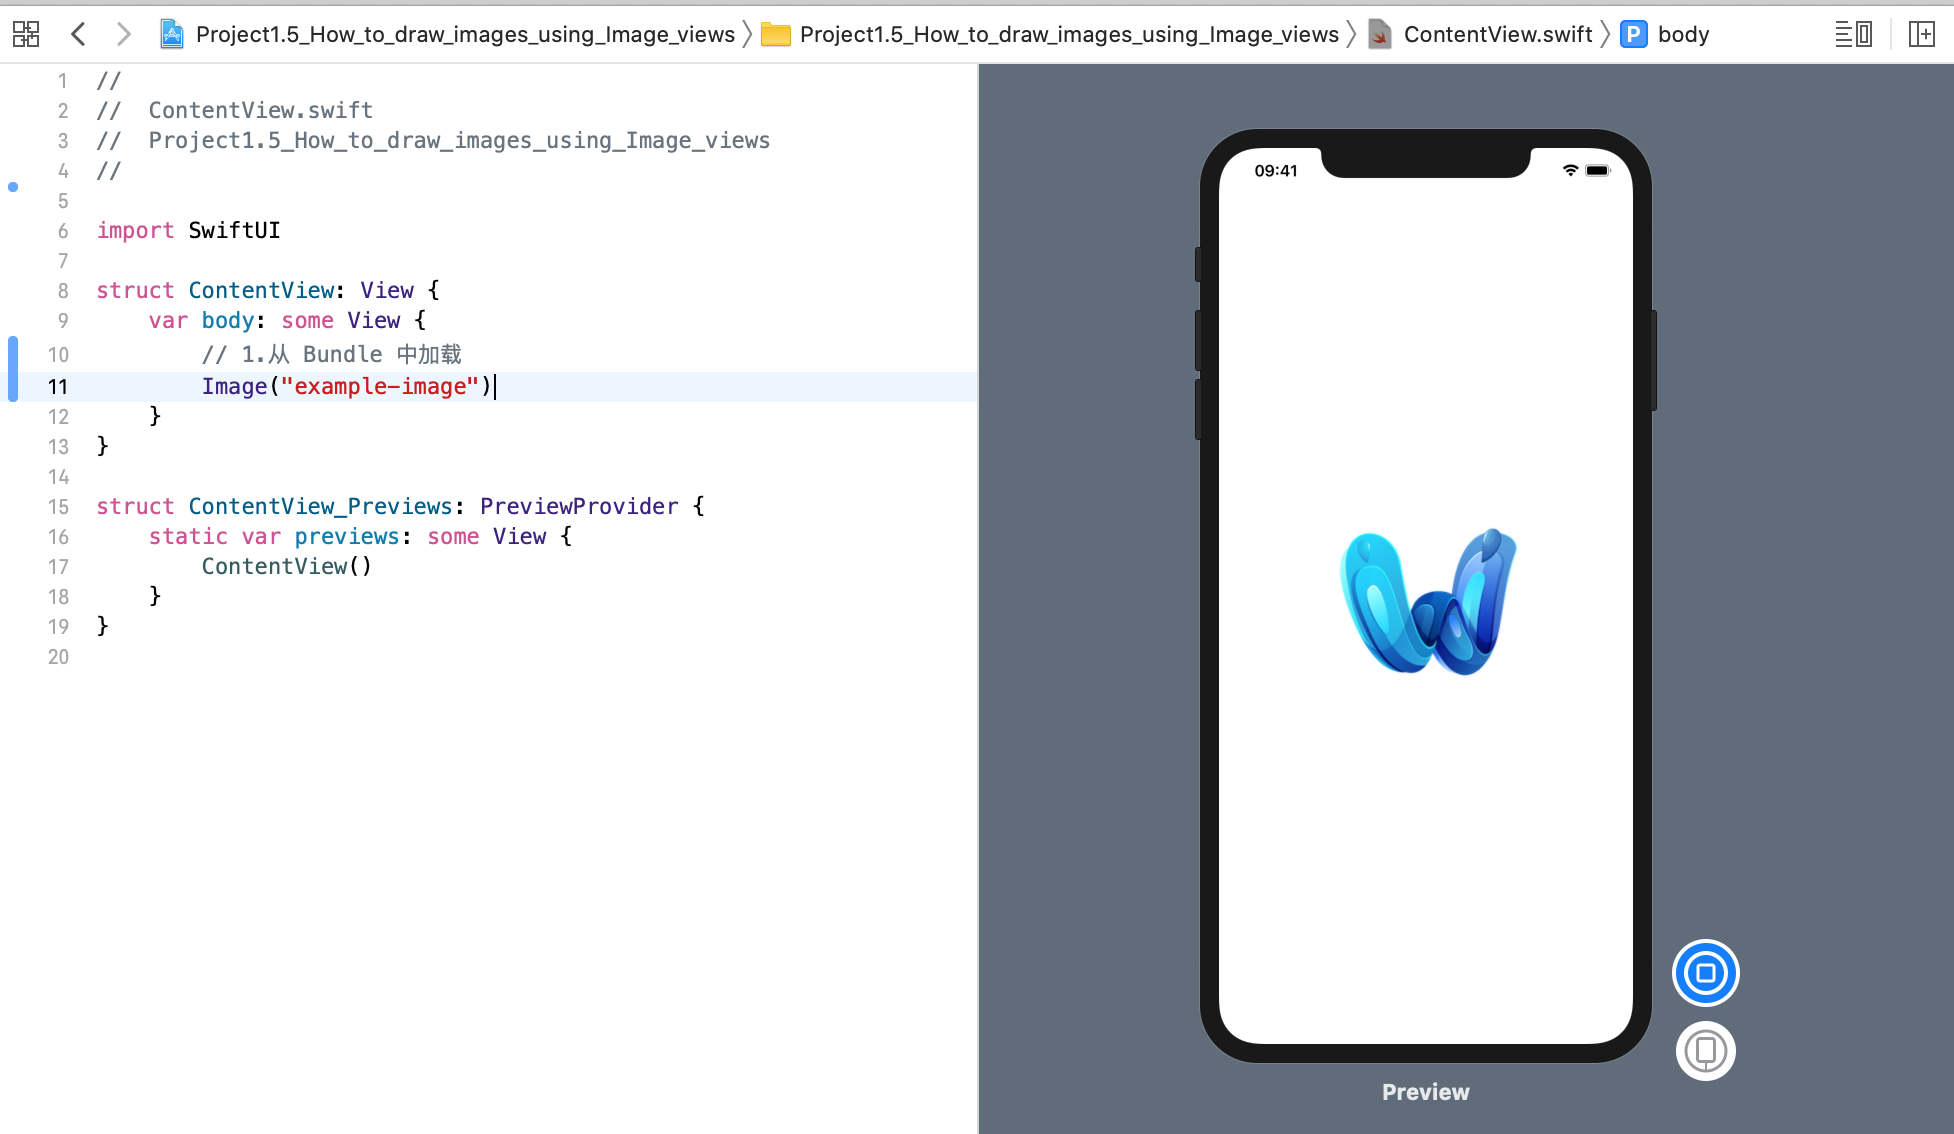 Project1.5_How_to_draw_images_using_Image_views Project1.5_How_to_draw_images_using_Image_views ContentView.swift P body
1 //
2 //  ContentView.swift
3 //  Project1.5_How_to_draw_images_using_Image_views
4 //
5
6 import SwiftUI
7
8 struct ContentView: View {
9     var body: some View {
10         // 1.从 Bundle 中加载
11         Image("example-image")
12     }
13 }
14
15 struct ContentView_Previews: PreviewProvider {
16     static var previews: some View {
17         ContentView()
18     }
19 }
20
09:41
Preview